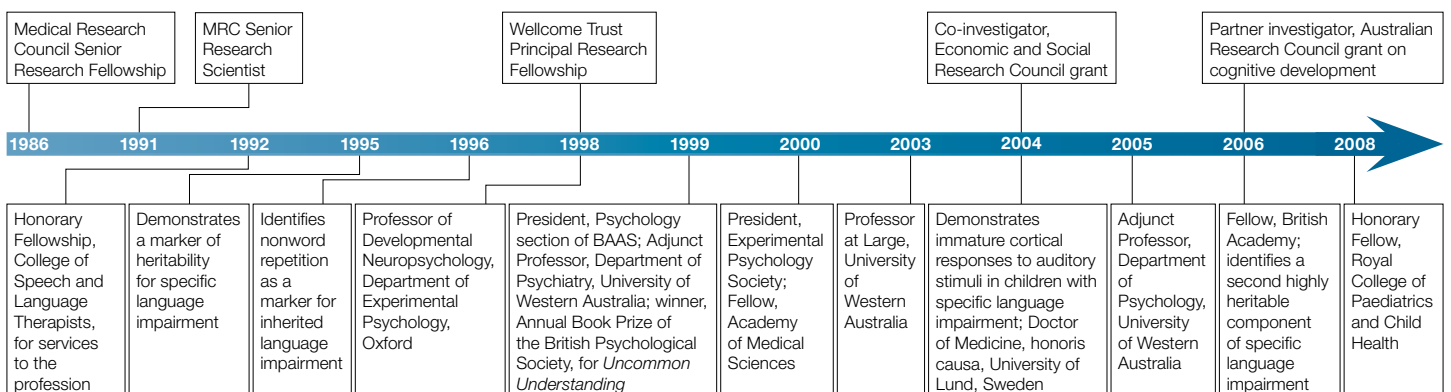 Medical Research
Council Senior
Research Fellowship
MRC Senior
Research
Scientist
Wellcome Trust
Principal Research
Fellowship
Co-investigator,
Economic and Social
Research Council grant
Partner investigator, Australian
Research Council grant on
cognitive development
1986 1991 1992 1995 1996 1998 1999 2000 2003 2004 2005 2006 2008
Honorary
Fellowship,
College of
Speech and
Language
Therapists,
for services
to the
profession
Demonstrates
a marker of
heritability
for specific
language
impairment
Identifies
nonword
repetition
as a
marker for
inherited
language
impairment
Professor of
Developmental
Neuropsychology,
Department of
Experimental
Psychology,
Oxford
President, Psychology
section of BAAS; Adjunct
Professor, Department of
Psychiatry, University of
Western Australia; winner,
Annual Book Prize of
the British Psychological
Society, for Uncommon
Understanding
President,
Experimental
Psychology
Society;
Fellow,
Academy
of Medical
Sciences
Professor
at Large,
University
of
Western
Australia
Demonstrates
immature cortical
responses to auditory
stimuli in children with
specific language
impairment; Doctor
of Medicine, honoris
causa, University of
Lund, Sweden
Adjunct
Professor,
Department
of
Psychology,
University
of Western
Australia
Fellow, British
Academy;
identifies a
second highly
heritable
component
of specific
language
impairment
Honorary
Fellow,
Royal
College of
Paediatrics
and Child
Health